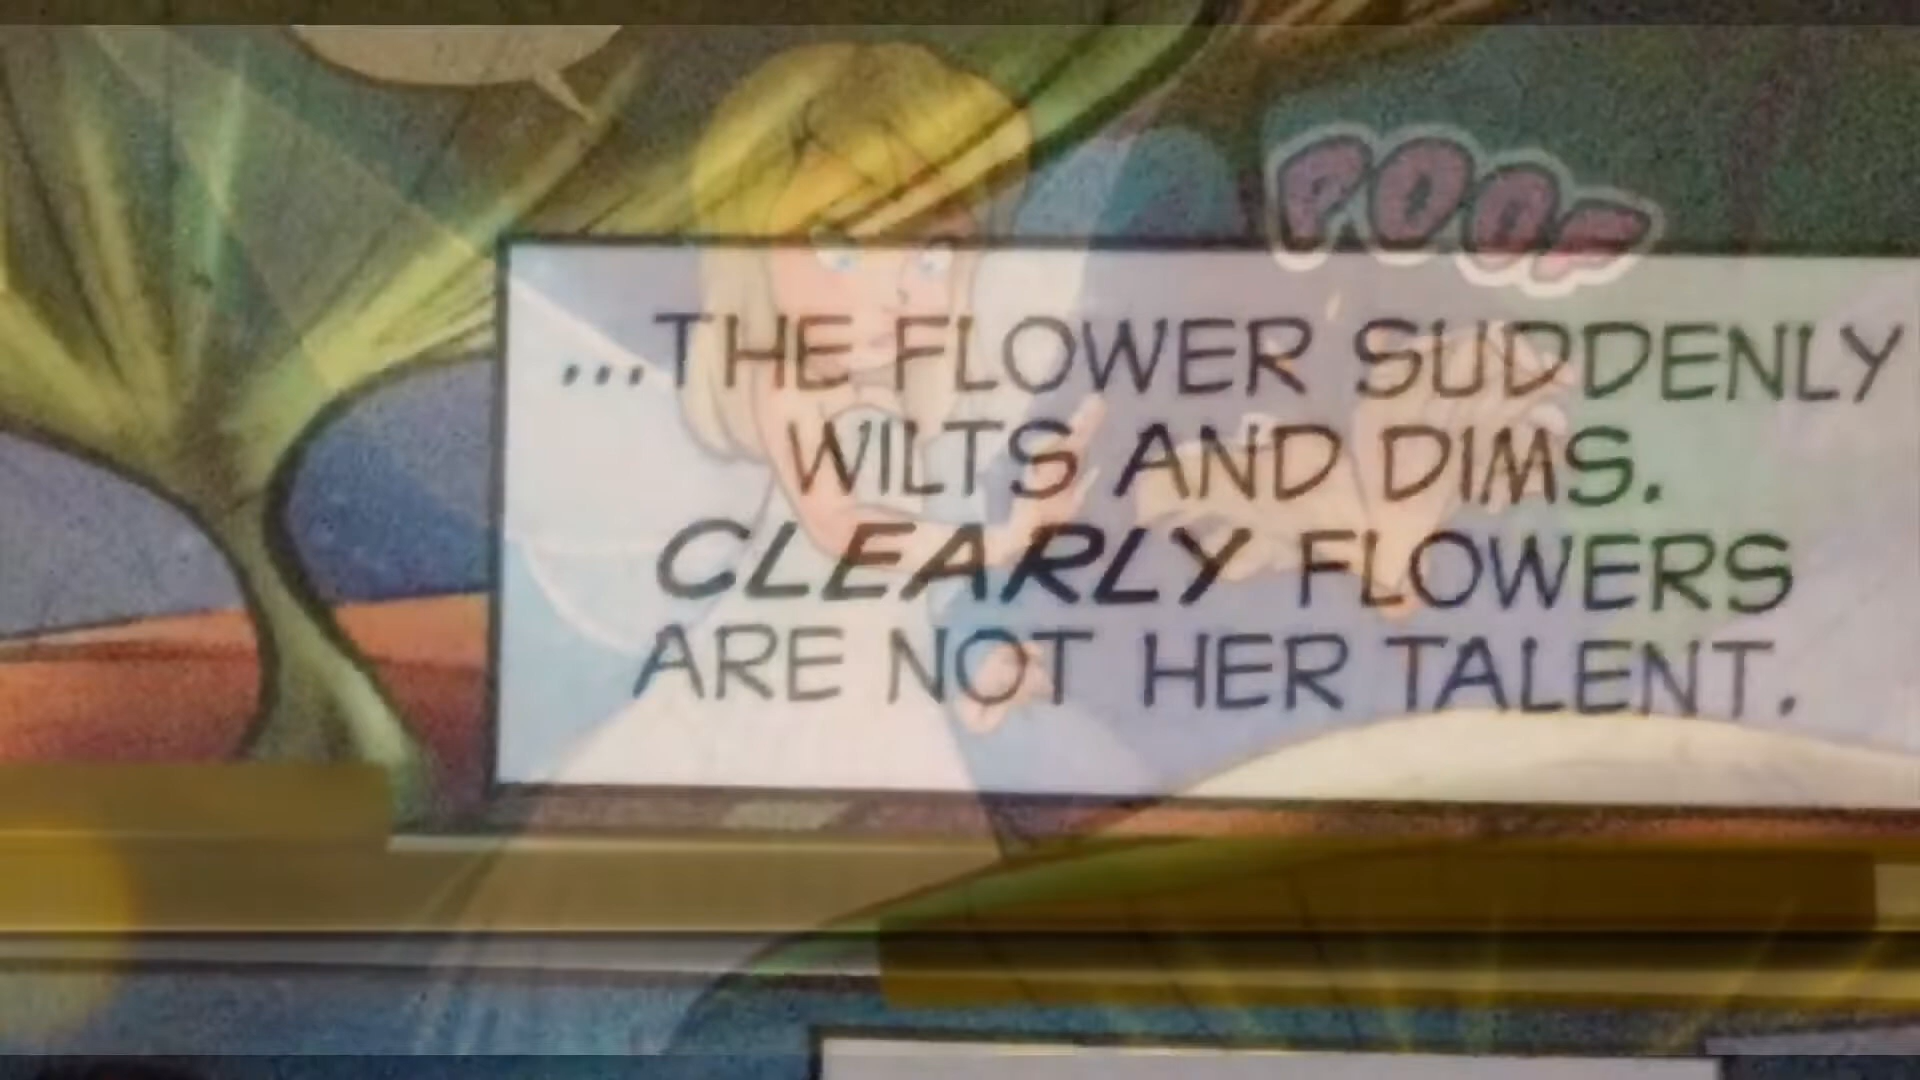 POOF
...THE FLOWER SUDDENLY
WILTS AND DIMS.
CLEARLY FLOWERS
ARE NOT HER TALENT.